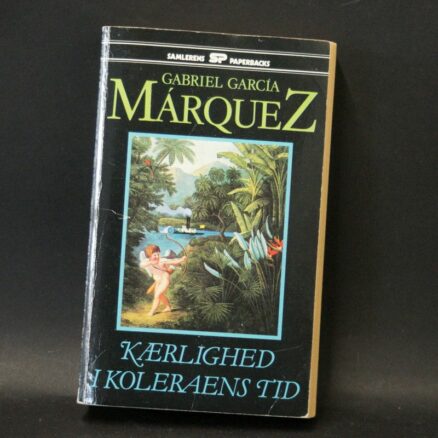 SAMLERENS SP PAPERBACKS
GABRIEL GARCÍA
MÁRQUEZ
KÆRLIGHED
I KOLERAENS TID